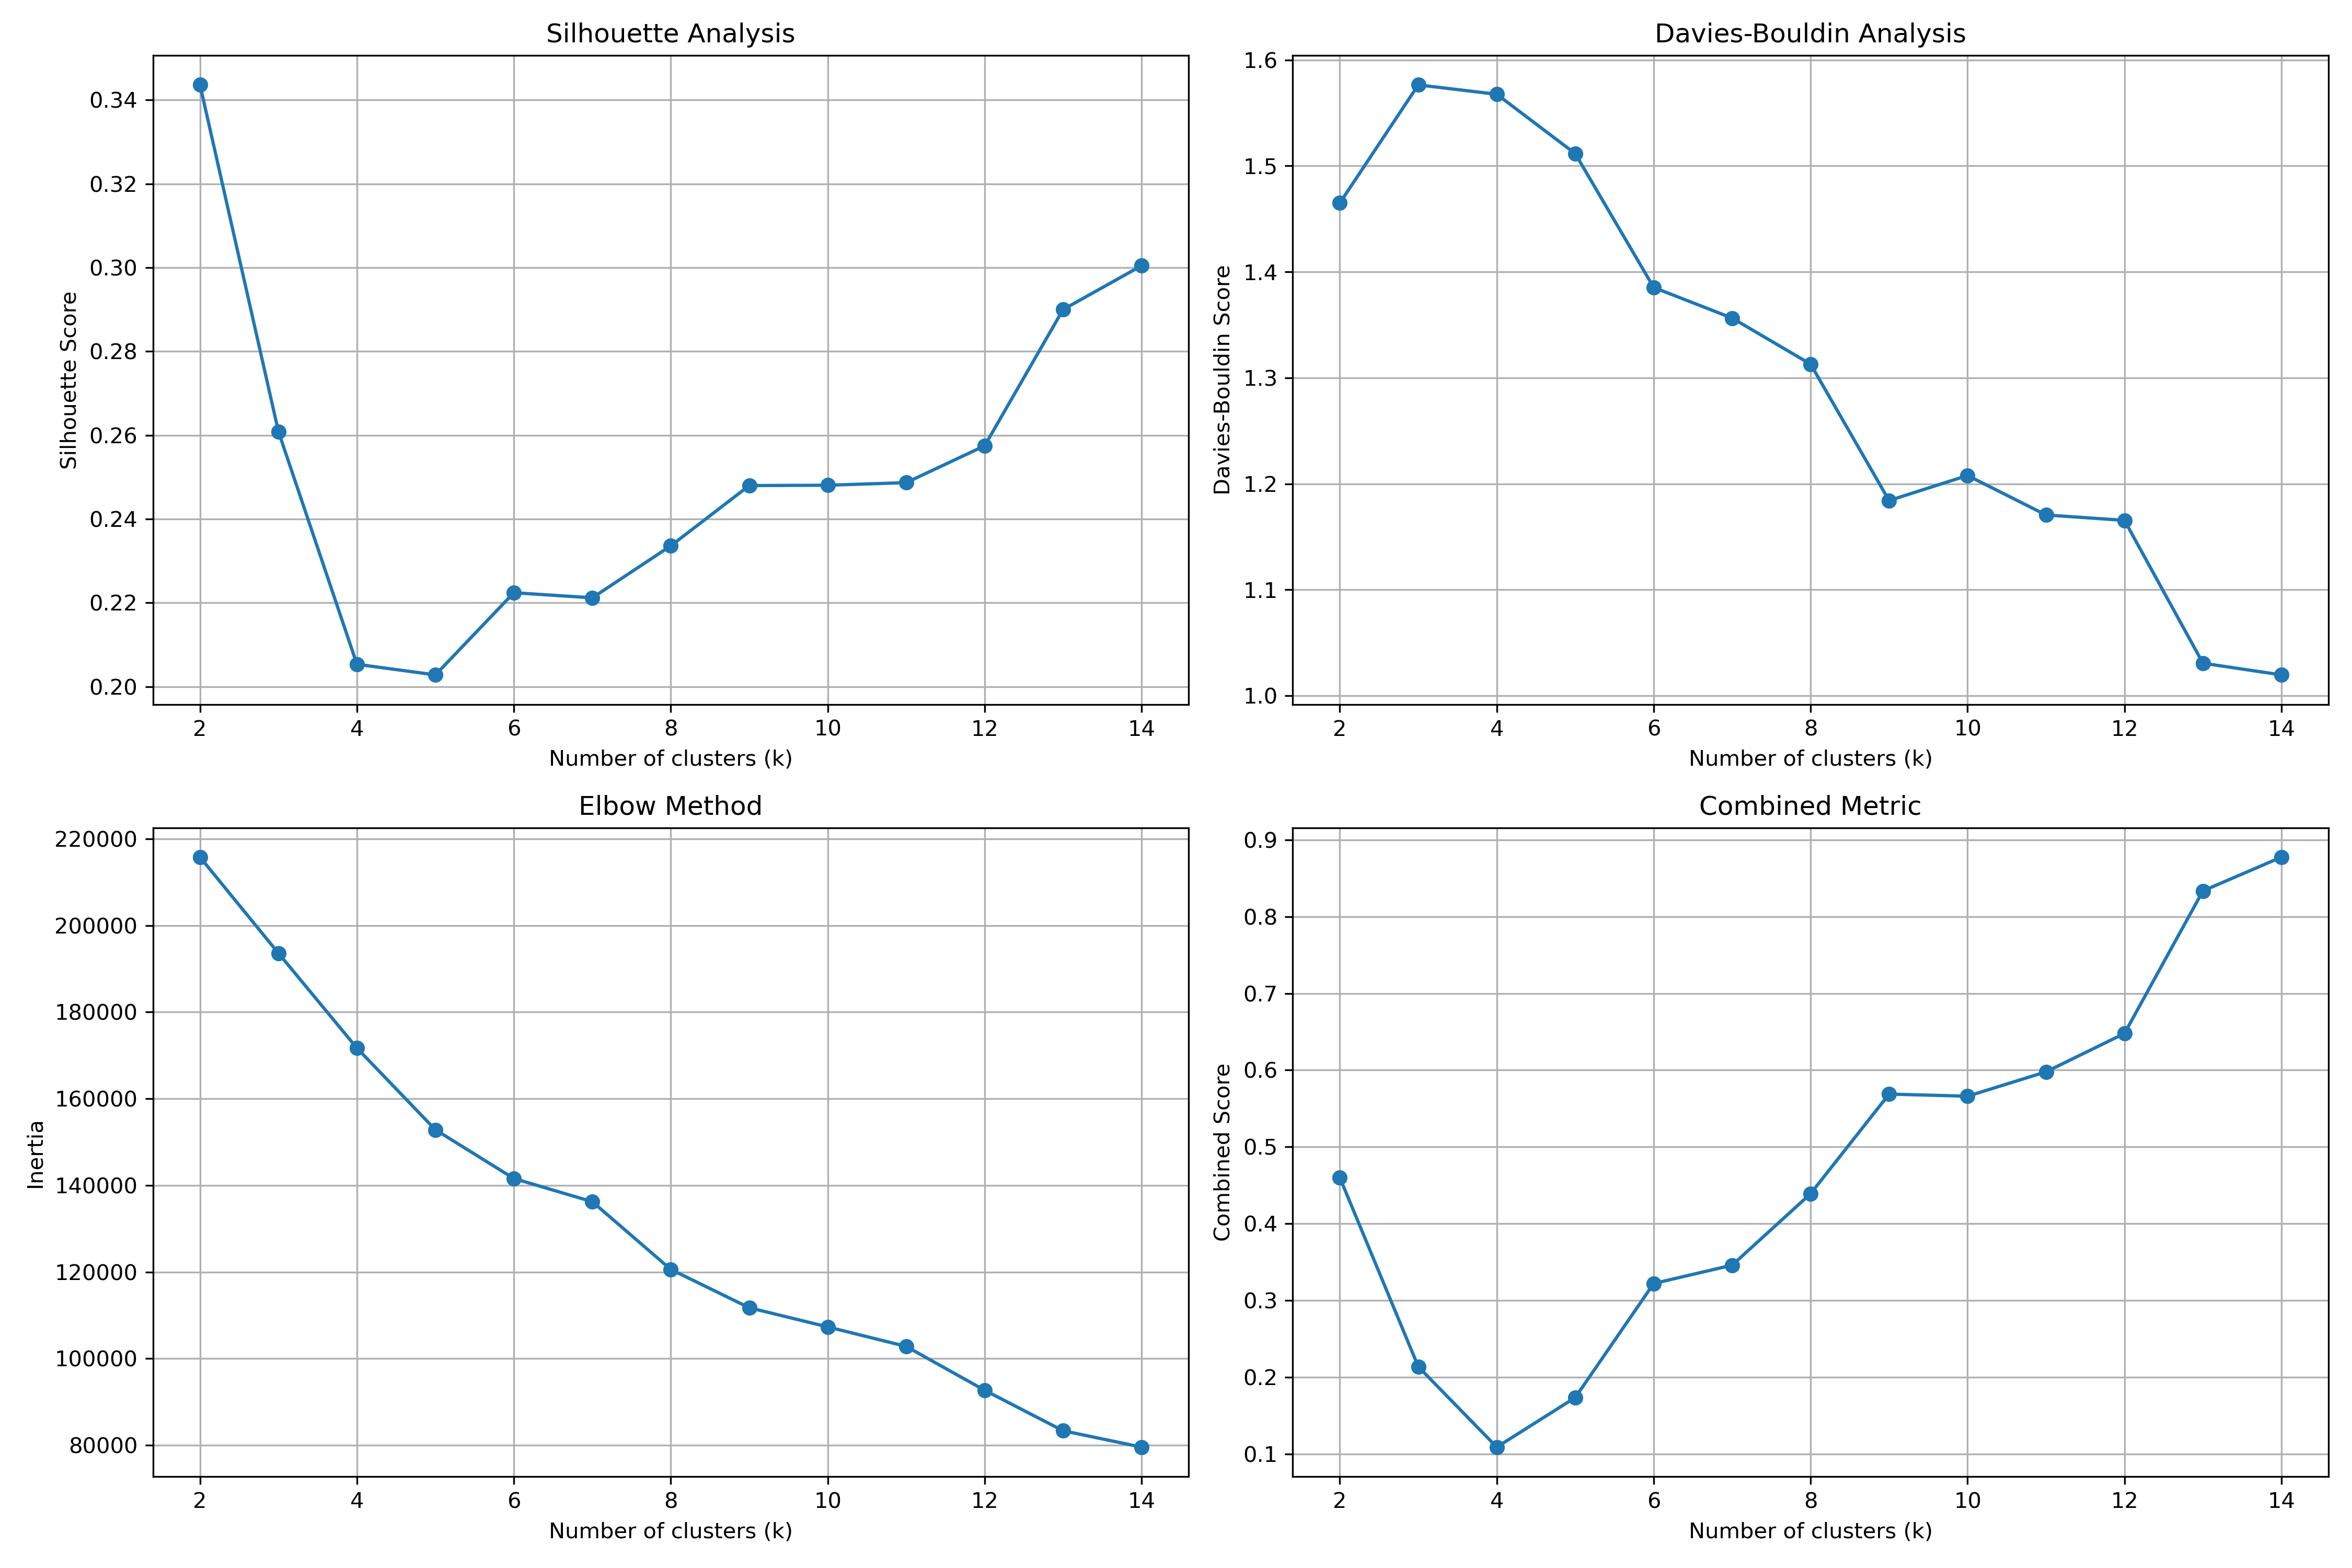 Silhouette Analysis
Silhouette Score
0.34
0.32
0.30
0.28
0.26
0.24
0.22
0.20
2 4 6 8 10 12 14
Number of clusters (k)
Davies-Bouldin Analysis
Davies-Bouldin Score
1.6
1.5
1.4
1.3
1.2
1.1
1.0
2 4 6 8 10 12 14
Number of clusters (k)
Elbow Method
Inertia
220000
200000
180000
160000
140000
120000
100000
80000
2 4 6 8 10 12 14
Number of clusters (k)
Combined Metric
Combined Score
0.9
0.8
0.7
0.6
0.5
0.4
0.3
0.2
0.1
2 4 6 8 10 12 14
Number of clusters (k)